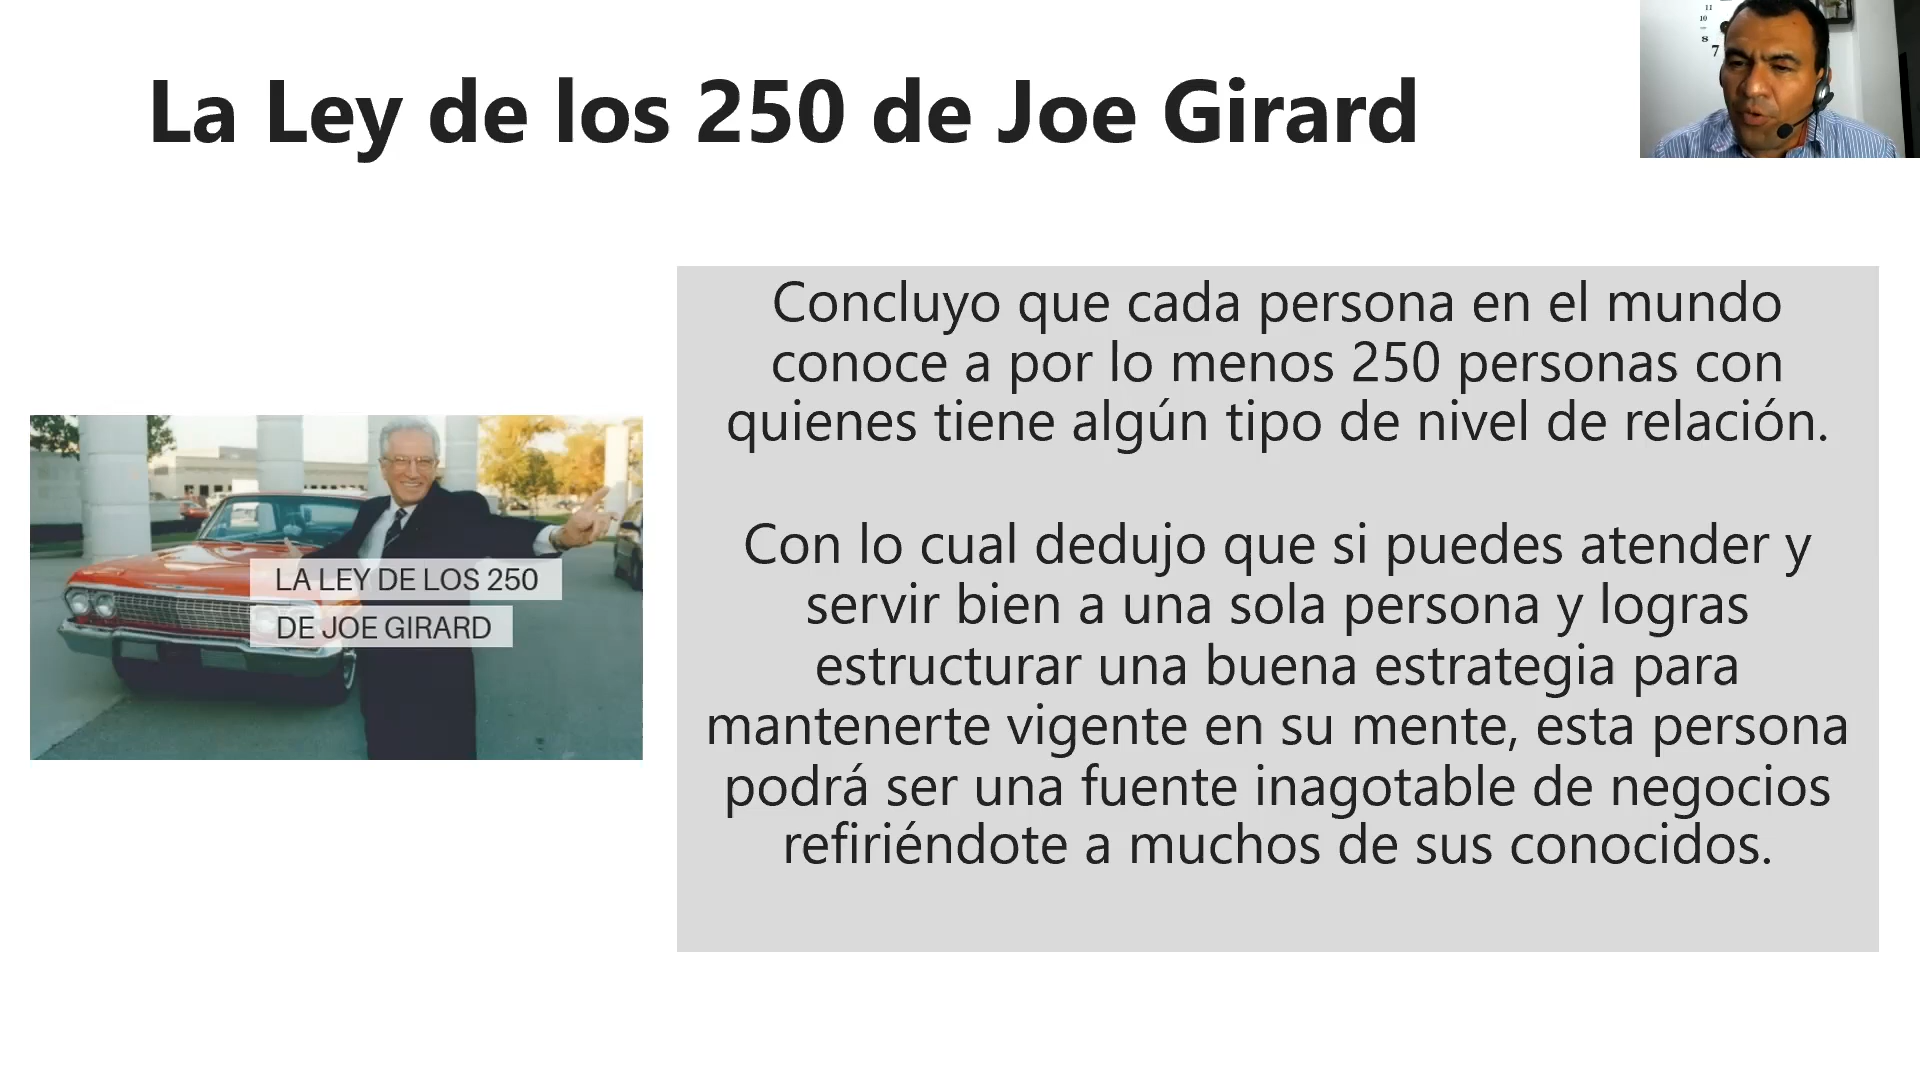 La Ley de los 250 de Joe Girard
11
10
8
7
Concluyo que cada persona en el mundo
conoce a por lo menos 250 personas con
quienes tiene algún tipo de nivel de relación.
Con lo cual dedujo que si puedes atender y
servir bien a una sola persona y logras
estructurar una buena estrategia para
mantenerte vigente en su mente, esta persona
podrá ser una fuente inagotable de negocios
refiriéndote a muchos de sus conocidos.
LA LEY DE LOS 250
DE JOE GIRARD